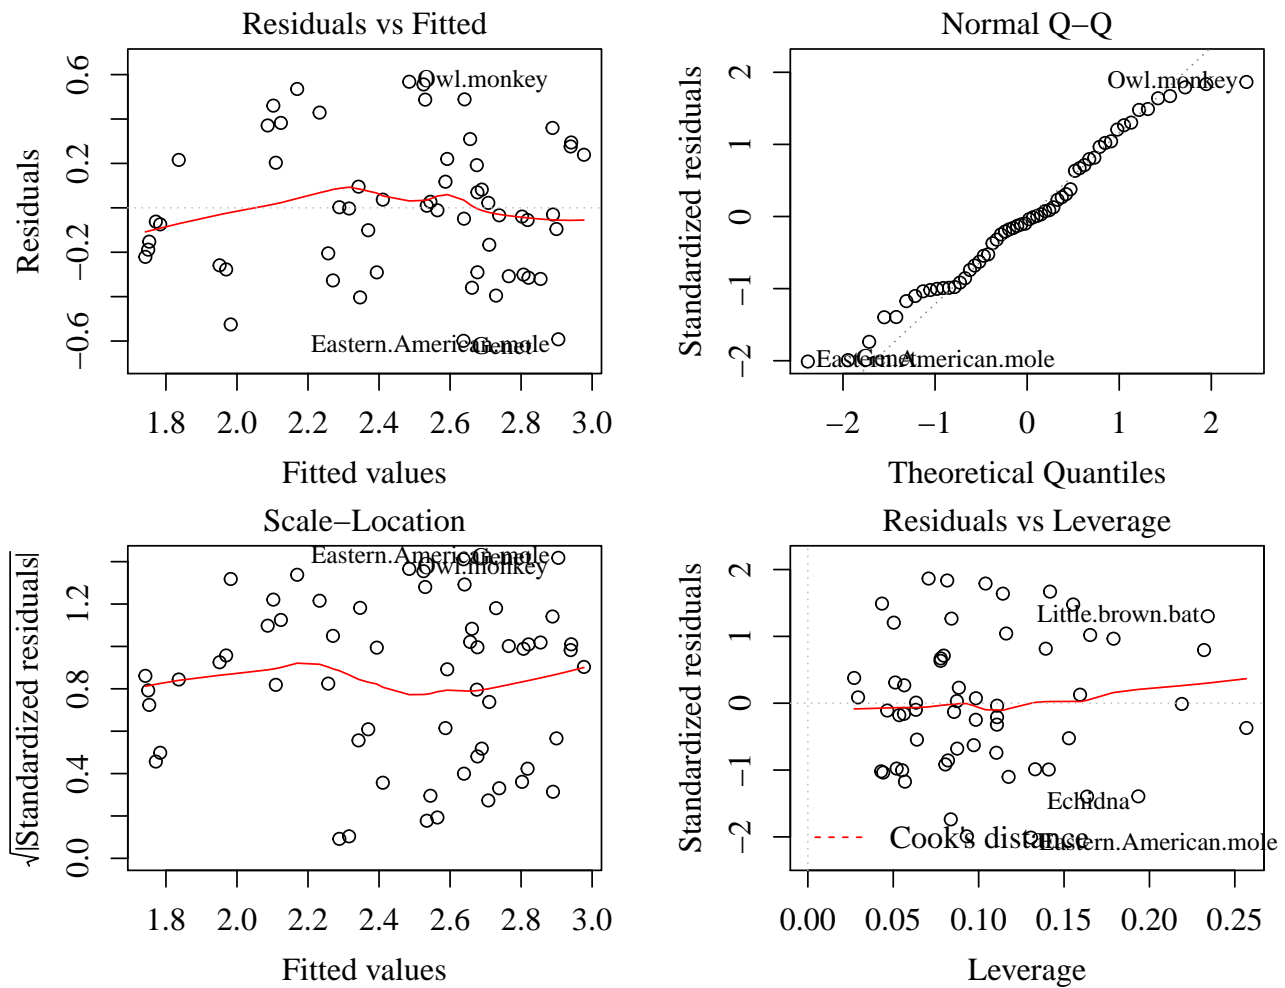 Residuals vs Fitted
Residuals
0.6
0.2
−0.2
−0.6
Owl.monkey
Eastern.American.mole
Genet
1.8 2.0 2.2 2.4 2.6 2.8 3.0
Fitted values
Normal Q−Q
Standardized residuals
2
1
0
−1
−2
Owl.monkey
Genet
Eastern.American.mole
−2 −1 0 1 2
Theoretical Quantiles
Scale−Location
√|Standardized residuals|
1.2
0.8
0.4
0.0
Eastern.American.mole
Genet
Owl.monkey
1.8 2.0 2.2 2.4 2.6 2.8 3.0
Fitted values
Residuals vs Leverage
Standardized residuals
2
1
0
−1
−2
Little.brown.bat
Echidna
Cook's distance
Eastern.American.mole
0.00 0.05 0.10 0.15 0.20 0.25
Leverage